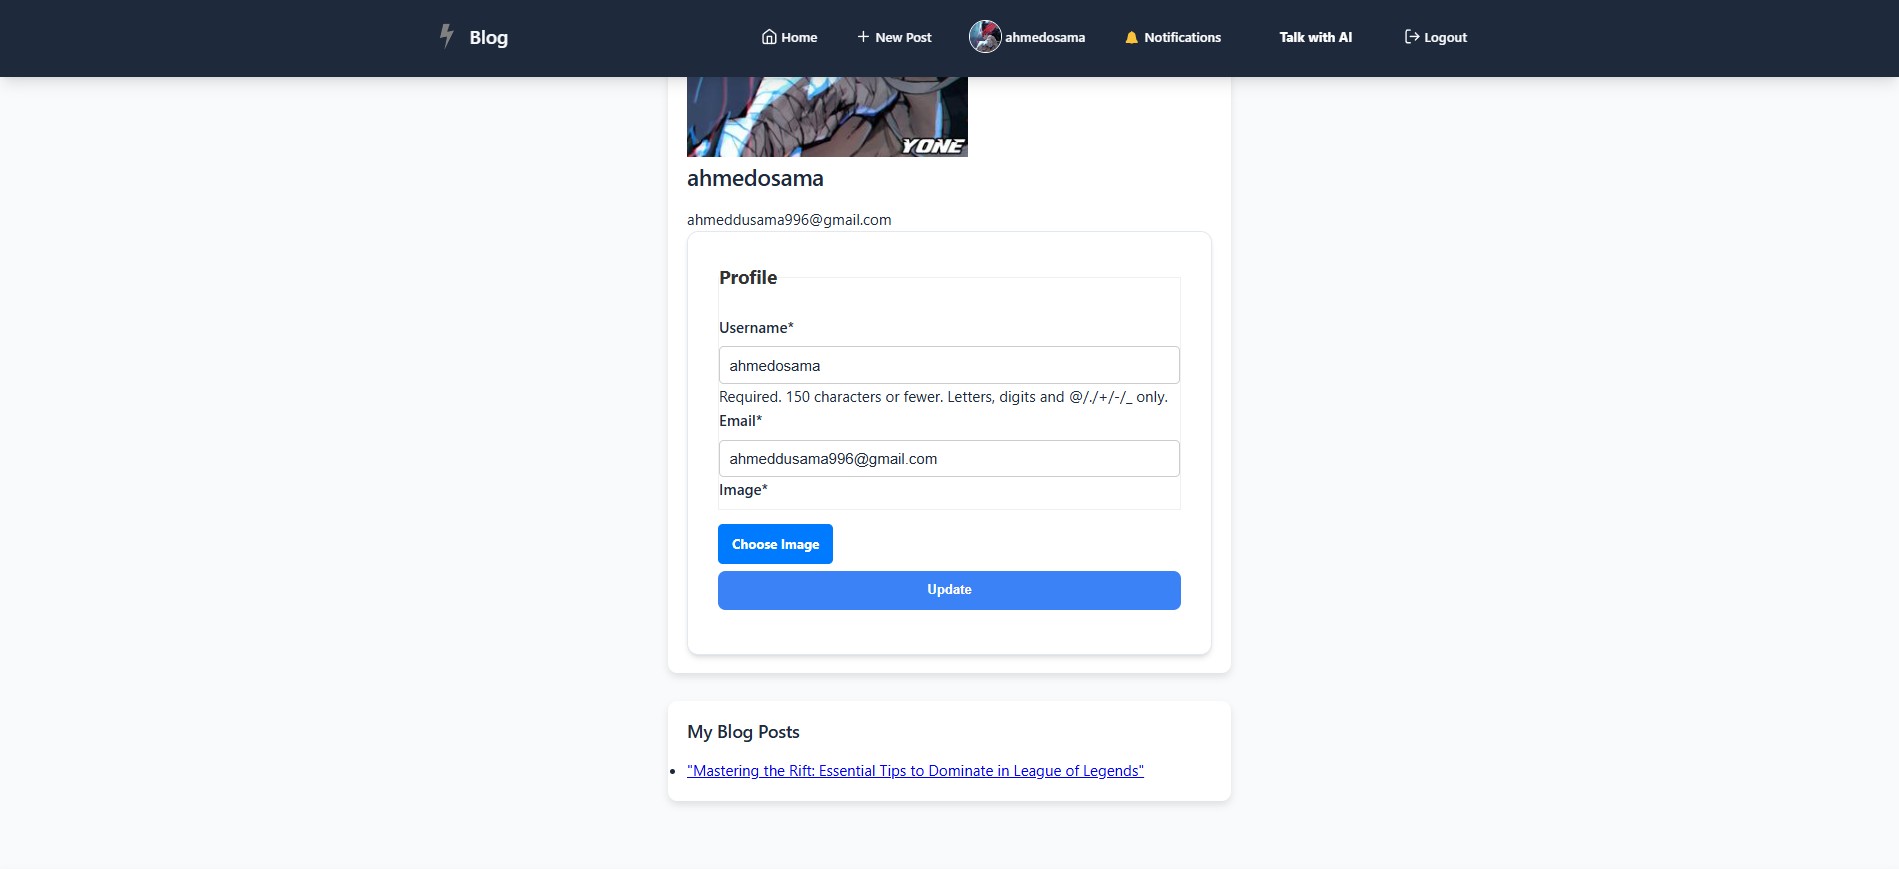 Blog
Home
New Post
ahmedosama
Notifications
Talk with AI
Logout
YONE
ahmedosama
ahmeddusama996@gmail.com
Profile
Username*
ahmedosama
Required. 150 characters or fewer. Letters, digits and @/./+/-/_ only.
Email*
ahmeddusama996@gmail.com
Image*
Choose Image
Update
My Blog Posts
"Mastering the Rift: Essential Tips to Dominate in League of Legends"